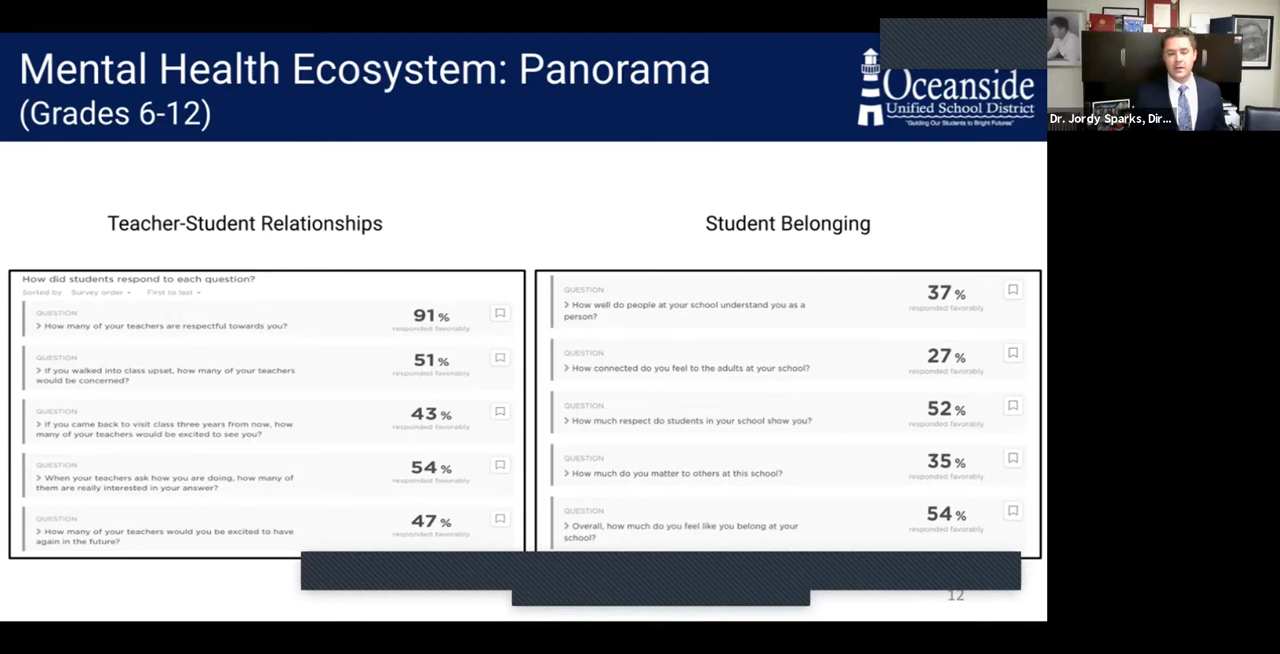 Mental Health Ecosystem: Panorama
(Grades 6-12)
Oceanside
Unified School District
"Guiding Our Students to Bright Futures"
Dr. Jordy Sparks, Dir...
Teacher-Student Relationships
How did students respond to each question?
Sorted by Survey order First to last
QUESTION
> How many of your teachers are respectful towards you?
91 %
responded favorably
QUESTION
> If you walked into class upset, how many of your teachers
would be concerned?
51 %
responded favorably
QUESTION
> If you came back to visit class three years from now, how
many of your teachers would be excited to see you?
43 %
responded favorably
QUESTION
> When your teachers ask how you are doing, how many of
them are really interested in your answer?
54 %
responded favorably
QUESTION
> How many of your teachers would you be excited to have
again in the future?
47 %
responded favorably
Student Belonging
QUESTION
> How well do people at your school understand you as a
person?
37 %
responded favorably
QUESTION
> How connected do you feel to the adults at your school?
27 %
responded favorably
QUESTION
> How much respect do students in your school show you?
52 %
responded favorably
QUESTION
> How much do you matter to others at this school?
35 %
responded favorably
QUESTION
> Overall, how much do you feel like you belong at your
school?
54 %
responded favorably
12